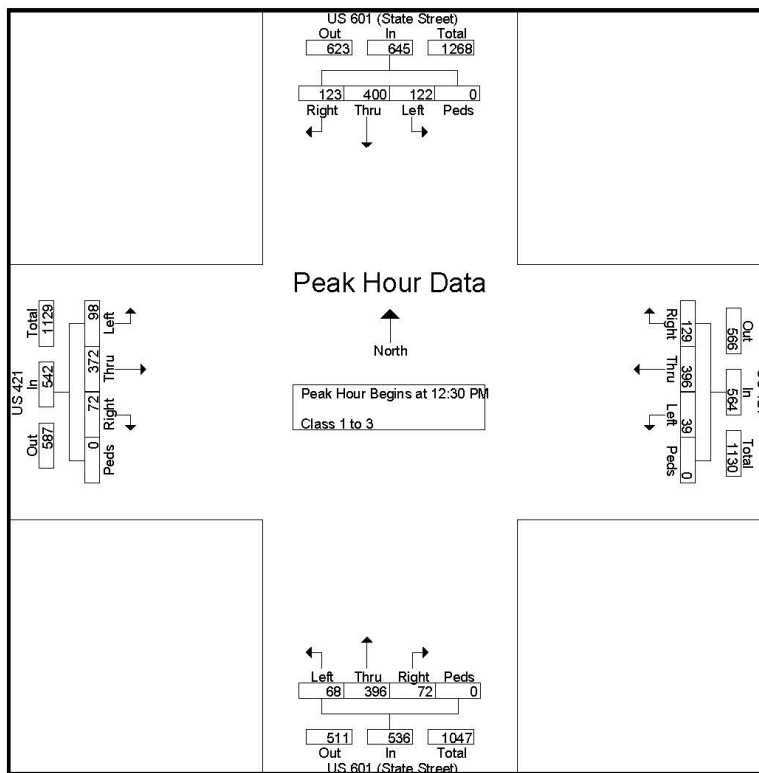 US 601 (State Street)
Out In Total
623 645 1268
123 400 122 0
Right Thru Left Peds
Peak Hour Data
North
Peak Hour Begins at 12:30 PM
Class 1 to 3
US 421
Out In Total
587 542 1129
98 372 72 0
Left Thru Right Peds
Out In Total
566 564 1130
Right Thru Left Peds
129 396 39 0
Left Thru Right Peds
68 396 72 0
511 536 1047
Out In Total
US 601 (State Street)